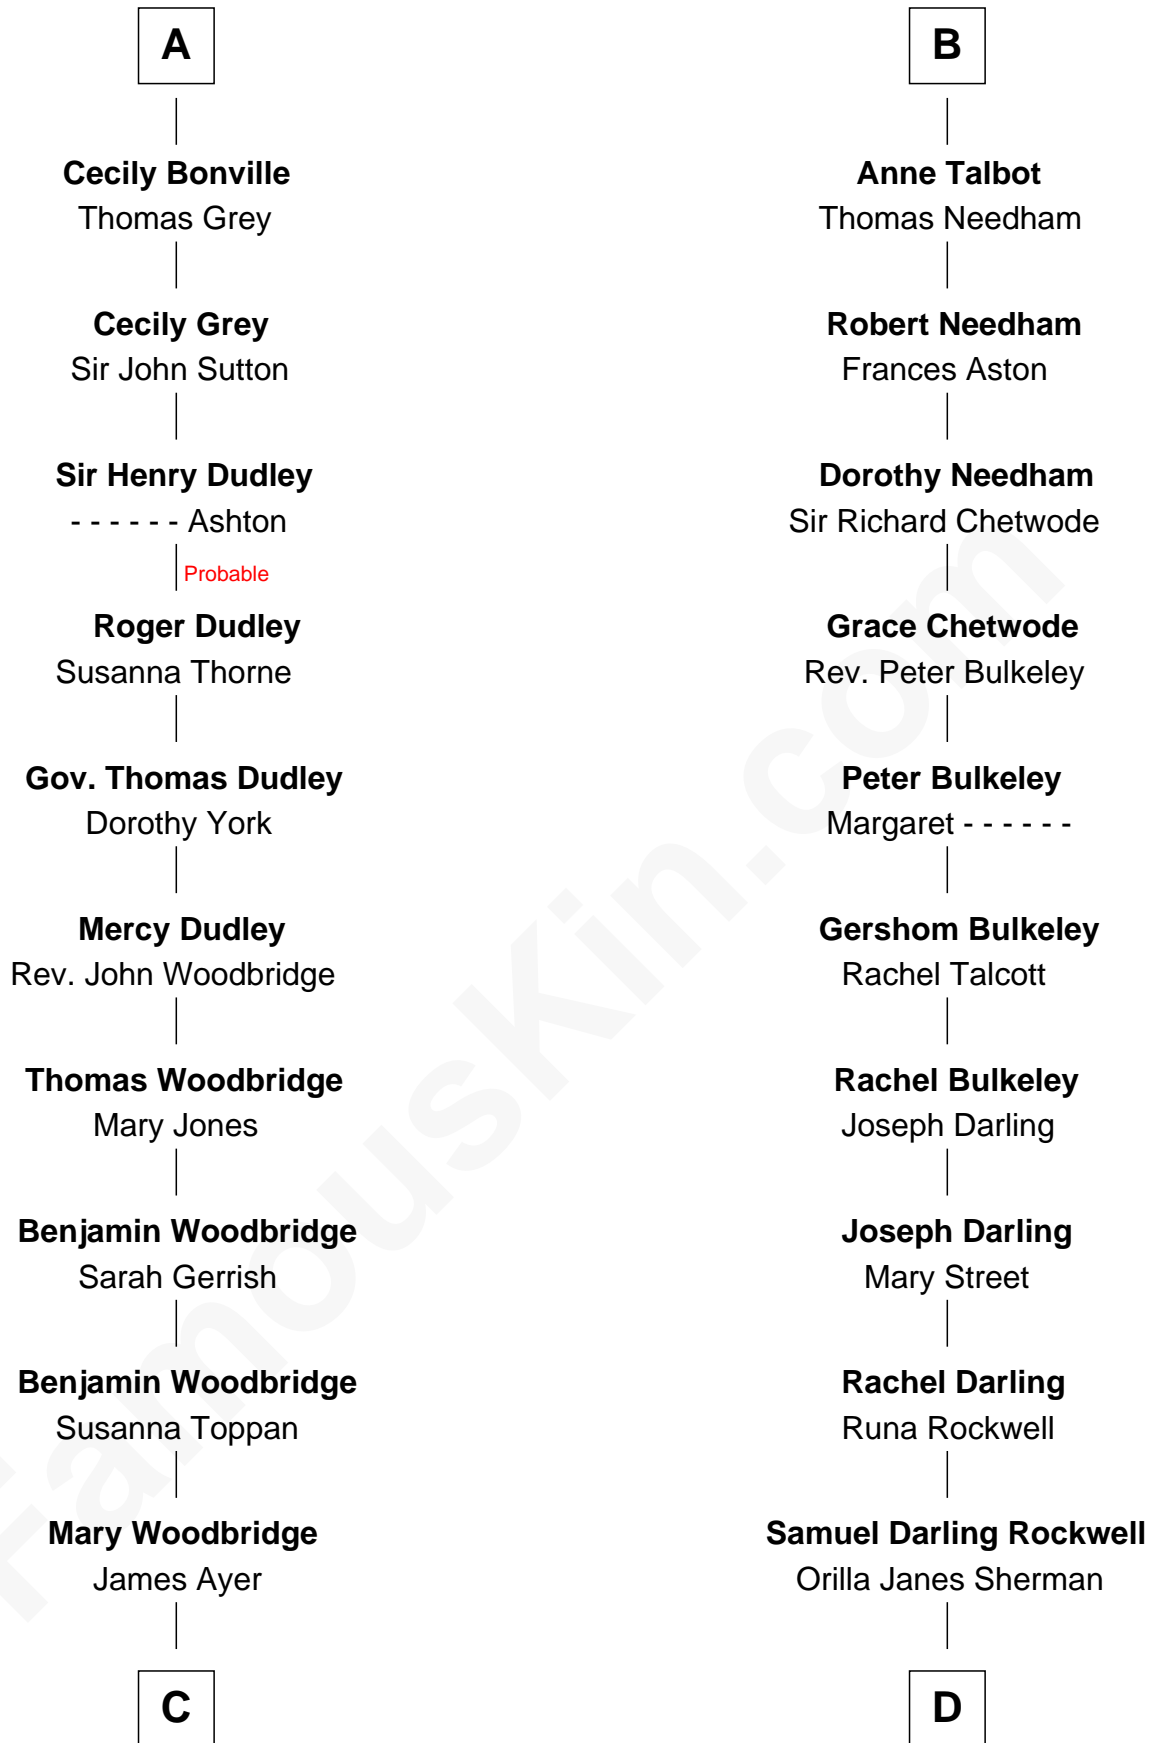 A
Cecily Bonville
Thomas Grey
Cecily Grey
Sir John Sutton
Sir Henry Dudley
- - - - - - Ashton
Probable
Roger Dudley
Susanna Thorne
Gov. Thomas Dudley
Dorothy York
Mercy Dudley
Rev. John Woodbridge
Thomas Woodbridge
Mary Jones
Benjamin Woodbridge
Sarah Gerrish
Benjamin Woodbridge
Susanna Toppan
Mary Woodbridge
James Ayer
C
B
Anne Talbot
Thomas Needham
Robert Needham
Frances Aston
Dorothy Needham
Sir Richard Chetwode
Grace Chetwode
Rev. Peter Bulkeley
Peter Bulkeley
Margaret - - - - - -
Gershom Bulkeley
Rachel Talcott
Rachel Bulkeley
Joseph Darling
Joseph Darling
Mary Street
Rachel Darling
Runa Rockwell
Samuel Darling Rockwell
Orilla Janes Sherman
D
FamousKin.com